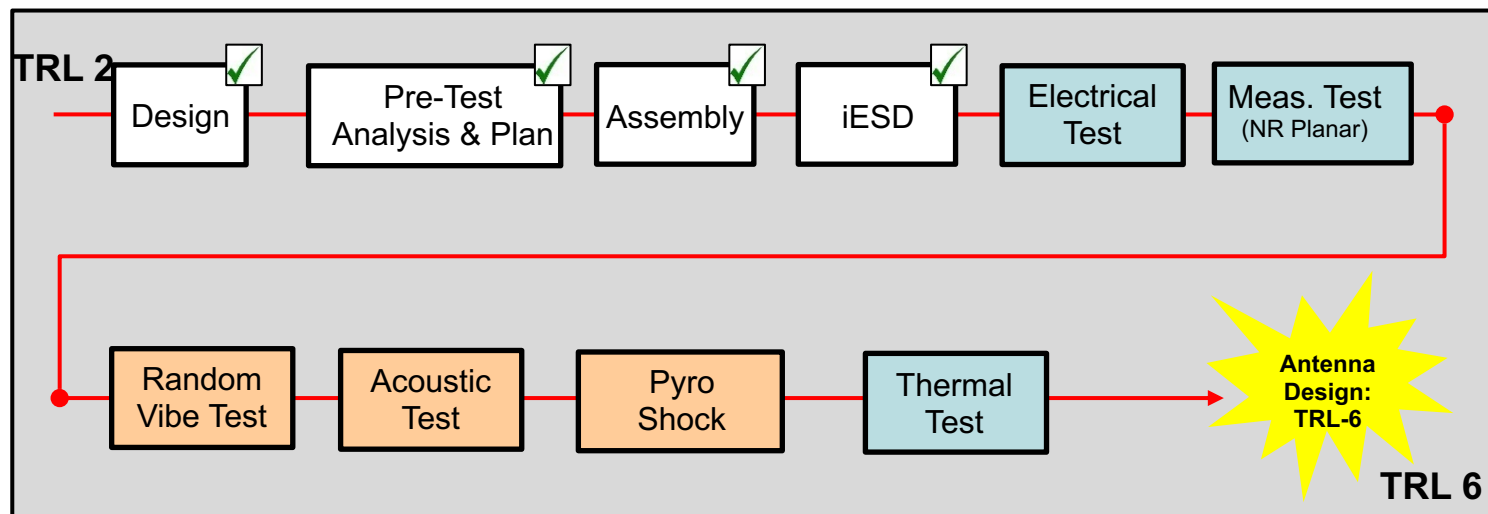 TRL 2
Design
Pre-Test
Analysis & Plan
Assembly
iESD
Electrical
Test
Meas. Test
(NR Planar)
Random
Vibe Test
Acoustic
Test
Pyro
Shock
Thermal
Test
Antenna
Design:
TRL-6
TRL 6